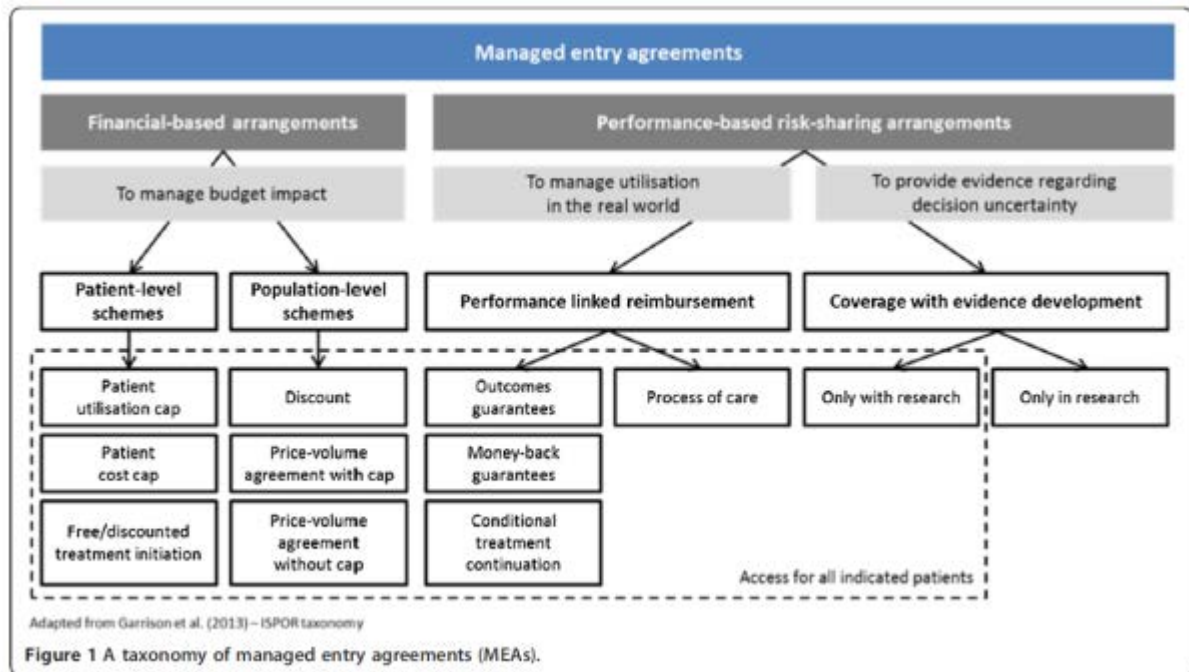 Managed entry agreements
Financial-based arrangements
Performance-based risk-sharing arrangements
To manage budget impact
To manage utilisation
in the real world
To provide evidence regarding
decision uncertainty
Patient-level
schemes
Population-level
schemes
Performance linked reimbursement
Coverage with evidence development
Patient
utilisation cap
Discount
Outcomes
guarantees
Process of care
Only with research
Only in research
Patient
cost cap
Price-volume
agreement with cap
Money-back
guarantees
Free/discounted
treatment initiation
Price-volume
agreement
without cap
Conditional
treatment
continuation
Access for all indicated patients
Adapted from Garrison et al. (2013) – ISPOR taxonomy
Figure 1 A taxonomy of managed entry agreements (MEAs).